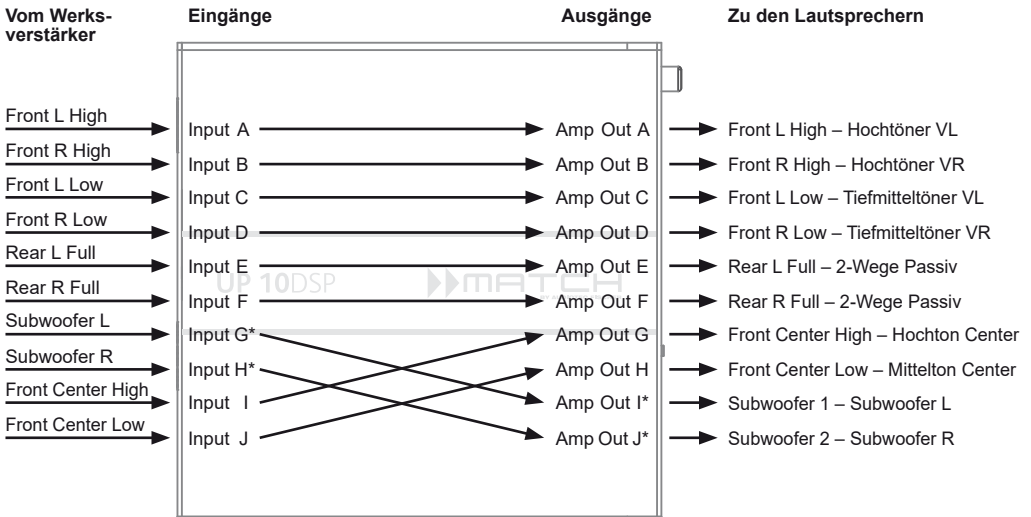 Vom Werks-
verstärker
Eingänge
Ausgänge
Zu den Lautsprechern
Front L High
Input A
Amp Out A
Front L High – Hochtöner VL
Front R High
Input B
Amp Out B
Front R High – Hochtöner VR
Front L Low
Input C
Amp Out C
Front L Low – Tiefmitteltöner VL
Front R Low
Input D
Amp Out D
Front R Low – Tiefmitteltöner VR
Rear L Full
Input E
Amp Out E
Rear L Full – 2-Wege Passiv
UP 10DSP
MATCH
Rear R Full
Input F
Amp Out F
Rear R Full – 2-Wege Passiv
Subwoofer L
Input G*
Amp Out G
Front Center High – Hochton Center
Subwoofer R
Input H*
Amp Out H
Front Center Low – Mittelton Center
Front Center High
Input I
Amp Out I*
Subwoofer 1 – Subwoofer L
Front Center Low
Input J
Amp Out J*
Subwoofer 2 – Subwoofer R